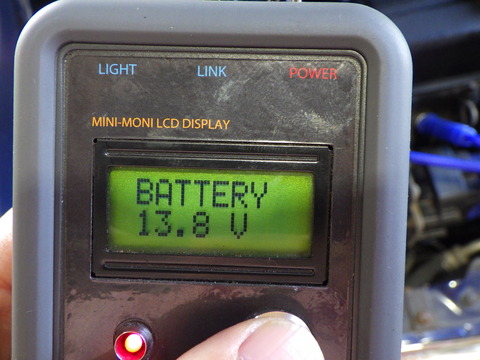 LIGHT LINK POWER
MINI-MONI LCD DISPLAY
BATTERY
13.8 V